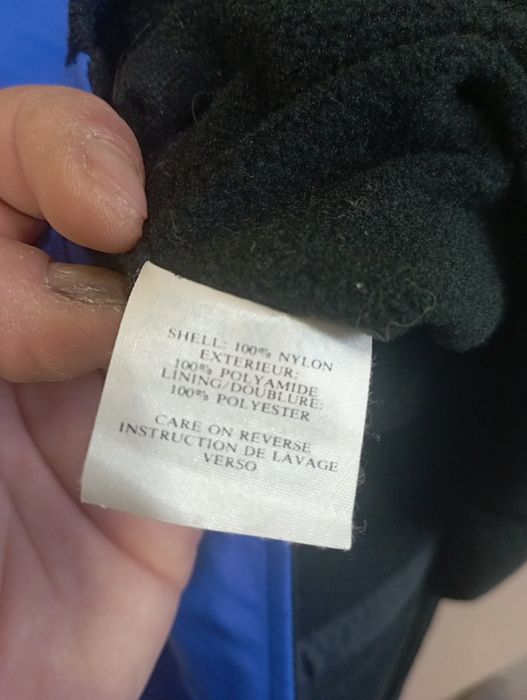 SHELL: 100% NYLON
EXTERIEUR:
100% POLYAMIDE
LINING/DOUBLURE:
100% POLYESTER
CARE ON REVERSE
INSTRUCTION DE LAVAGE
VERSO